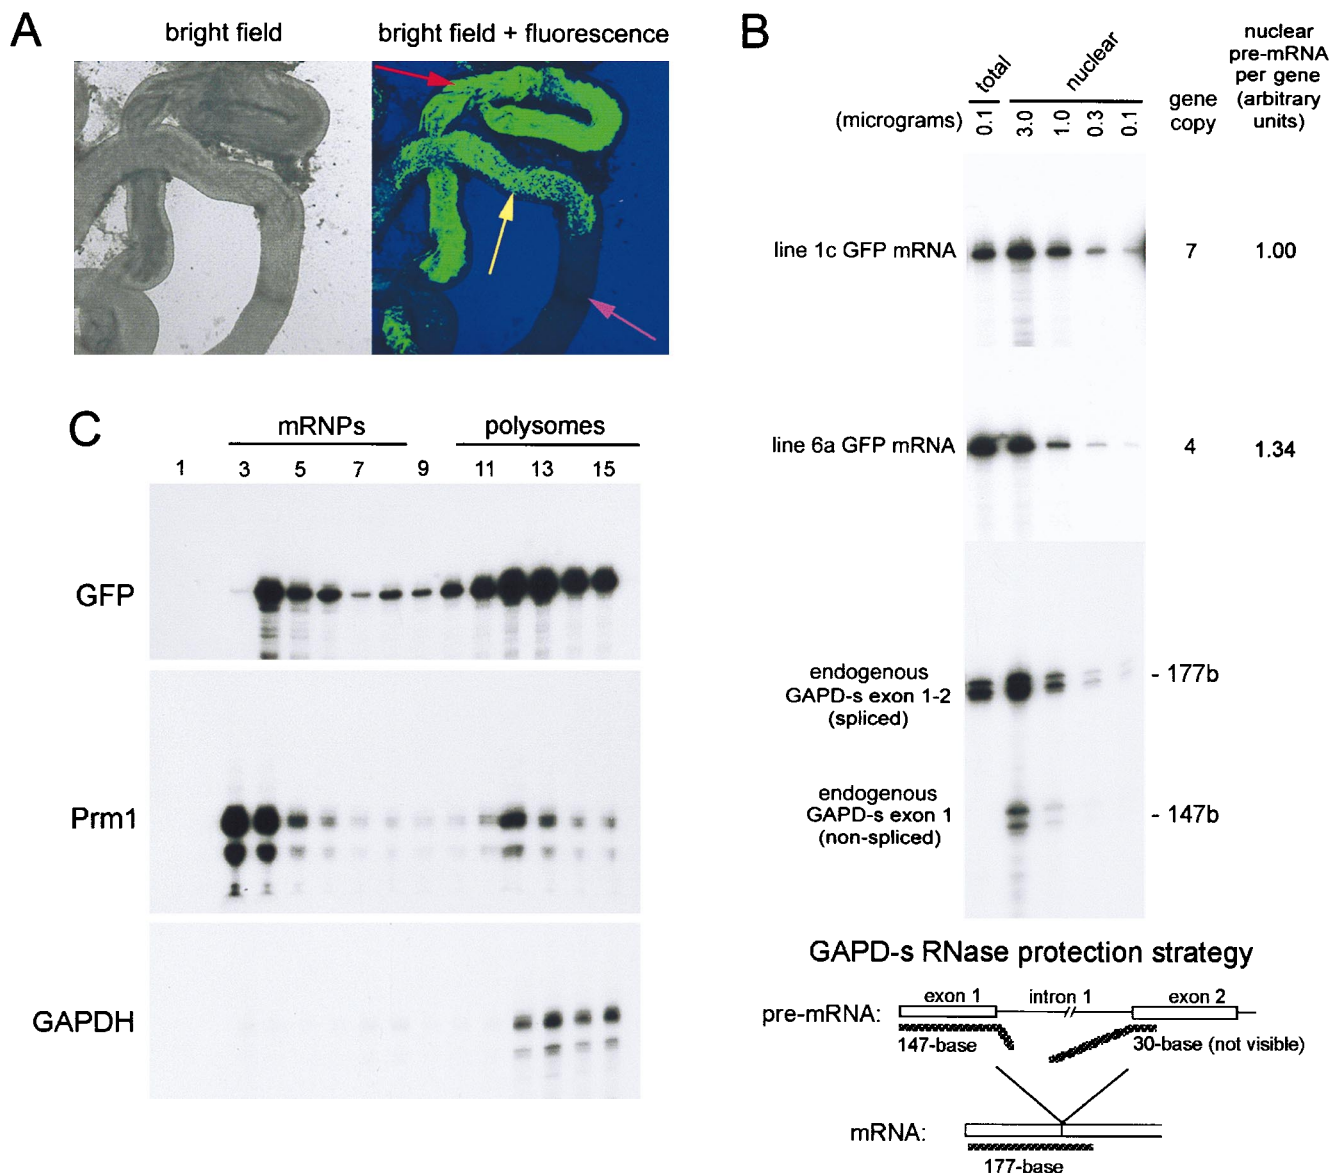 A
bright field
bright field + fluorescence
B
total
nuclear
(micrograms)
0.1
3.0
1.0
0.3
0.1
gene
copy
nuclear
pre-mRNA
per gene
(arbitrary
units)
line 1c GFP mRNA
7
1.00
line 6a GFP mRNA
4
1.34
endogenous
GAPD-s exon 1-2
(spliced)
- 177b
endogenous
GAPD-s exon 1
(non-spliced)
- 147b
GAPD-s RNase protection strategy
pre-mRNA:
exon 1
intron 1
exon 2
147-base
30-base (not visible)
mRNA:
177-base
C
mRNPs
polysomes
1 3 5 7 9 11 13 15
GFP
Prm1
GAPDH